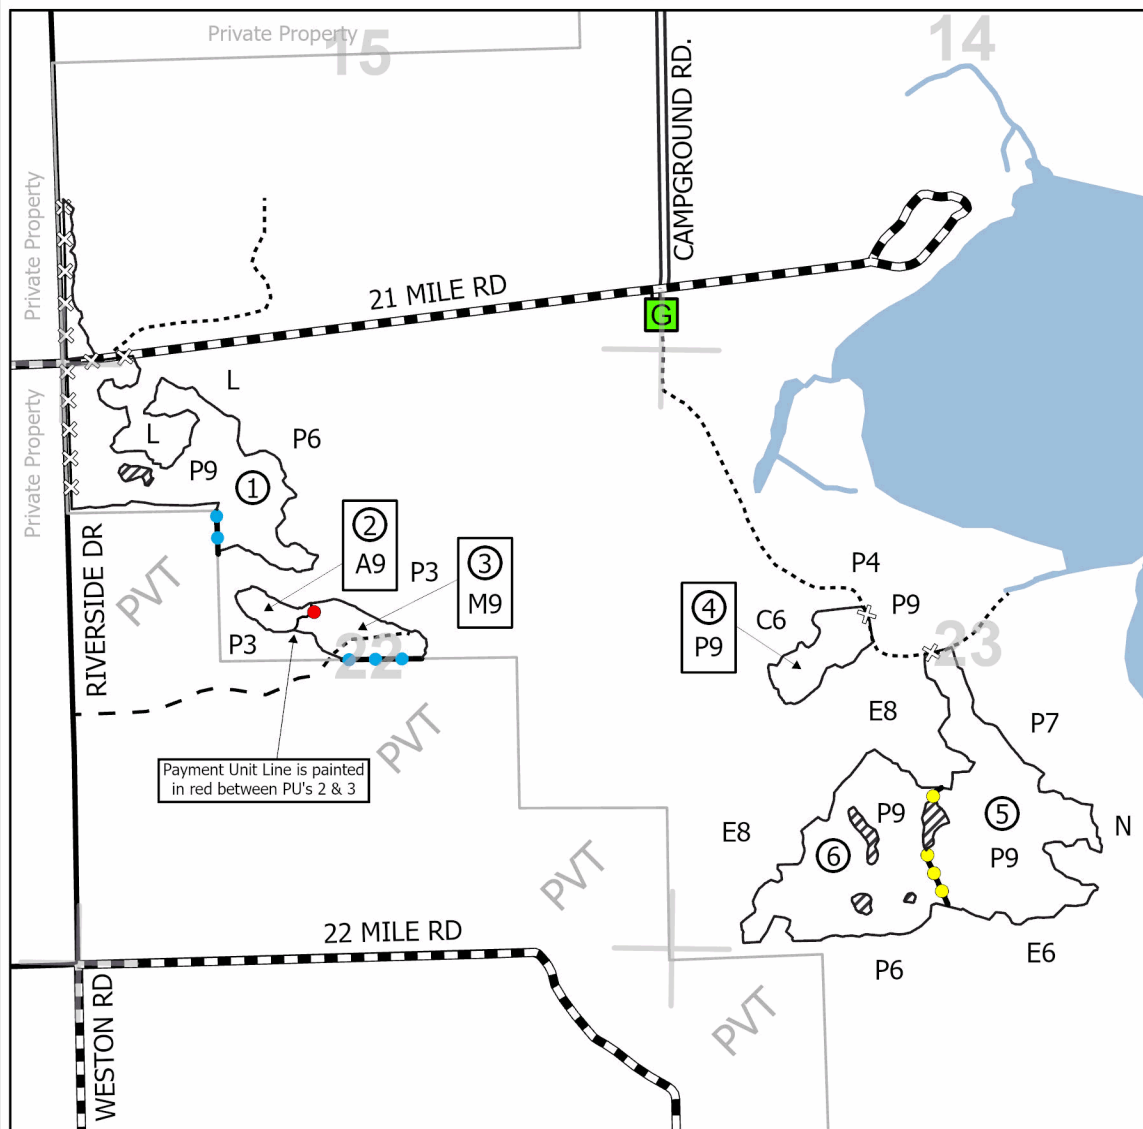 Private Property
15
14
CAMPGROUND RD.
Private Property
21 MILE RD
G
L
Private Property
L
P6
P9
1
2
A9
3
M9
P3
P4
RIVERSIDE DR
PVT
4
P9
C6
P9
P3
22
23
E8
P7
PVT
Payment Unit Line is painted
in red between PU's 2 & 3
P9
5
P9
N
E8
6
PVT
22 MILE RD
E6
P6
WESTON RD
PVT